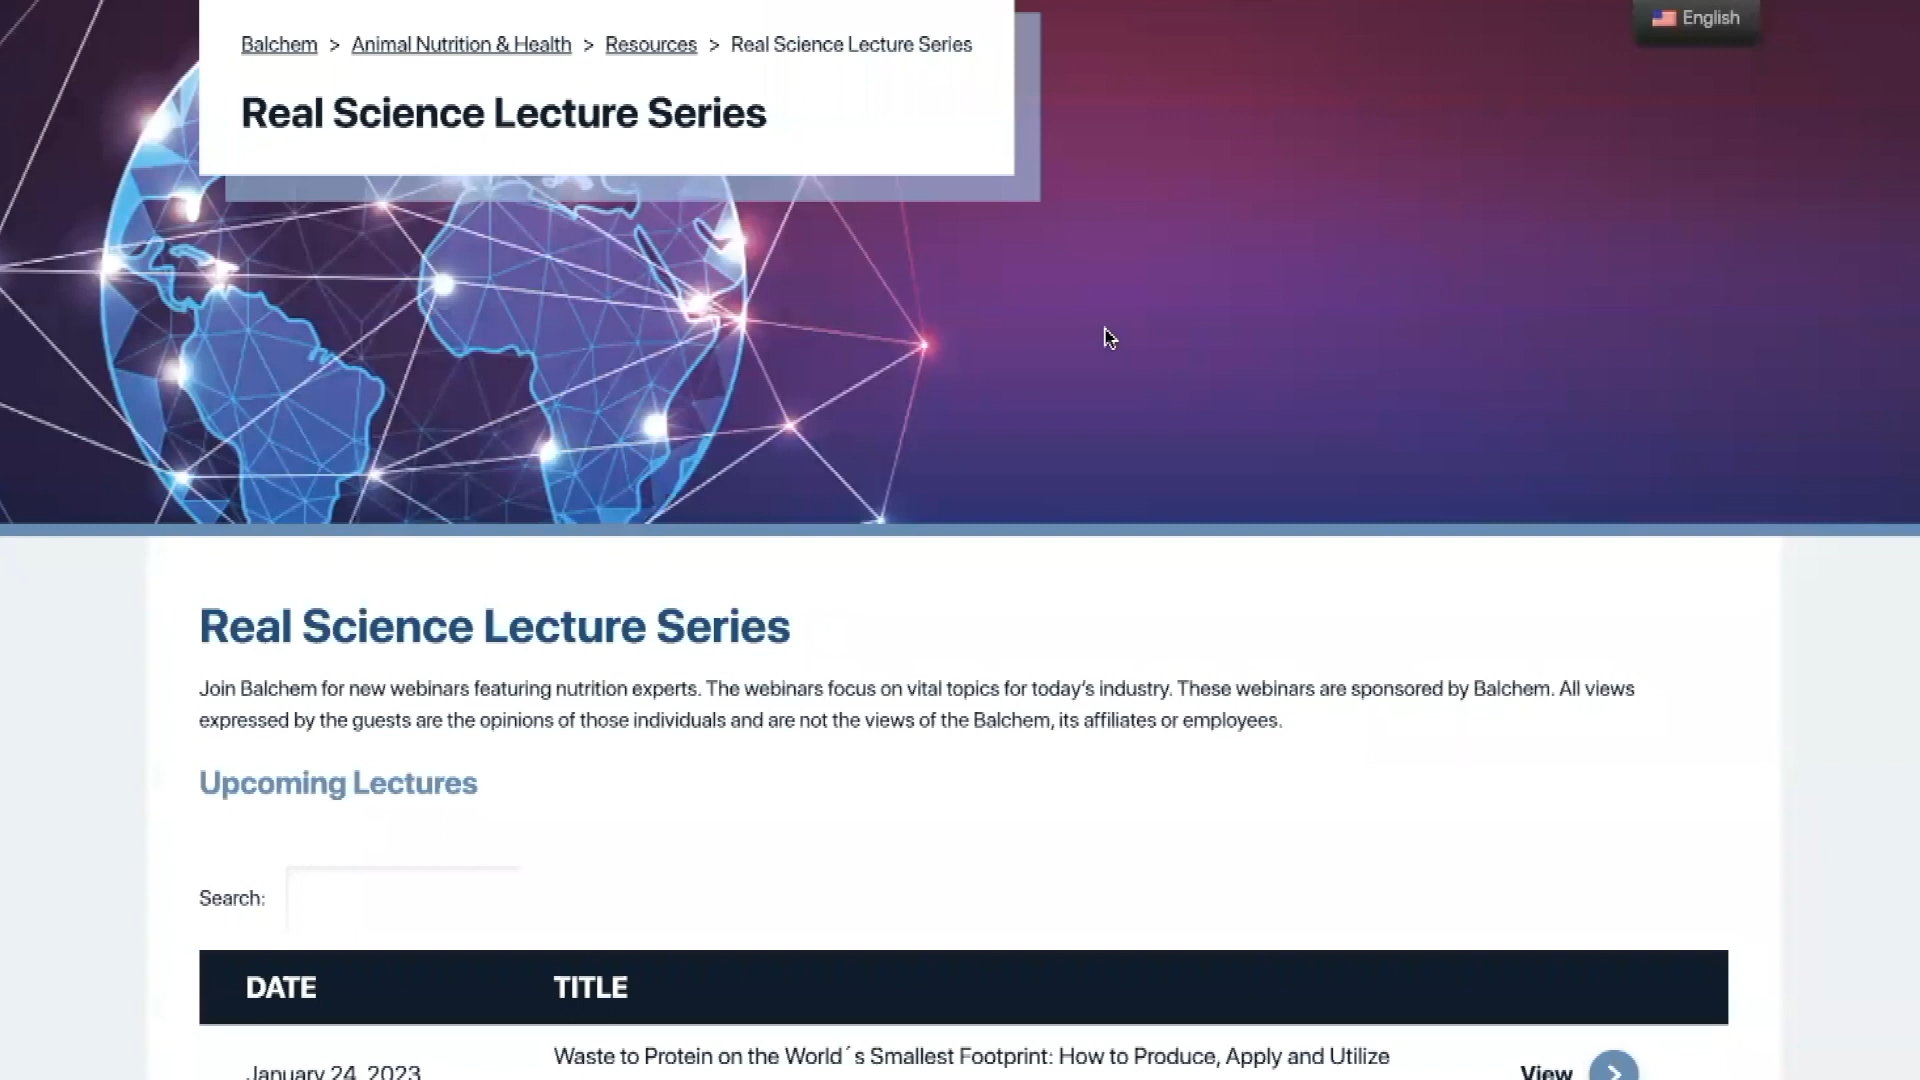 English
Balchem > Animal Nutrition & Health > Resources > Real Science Lecture Series
Real Science Lecture Series
Real Science Lecture Series
Join Balchem for new webinars featuring nutrition experts. The webinars focus on vital topics for today's industry. These webinars are sponsored by Balchem. All views
expressed by the guests are the opinions of those individuals and are not the views of the Balchem, its affiliates or employees.
Upcoming Lectures
Search:
DATE TITLE
Waste to Protein on the World´s Smallest Footprint: How to Produce, Apply and Utilize
January 24, 2023 View